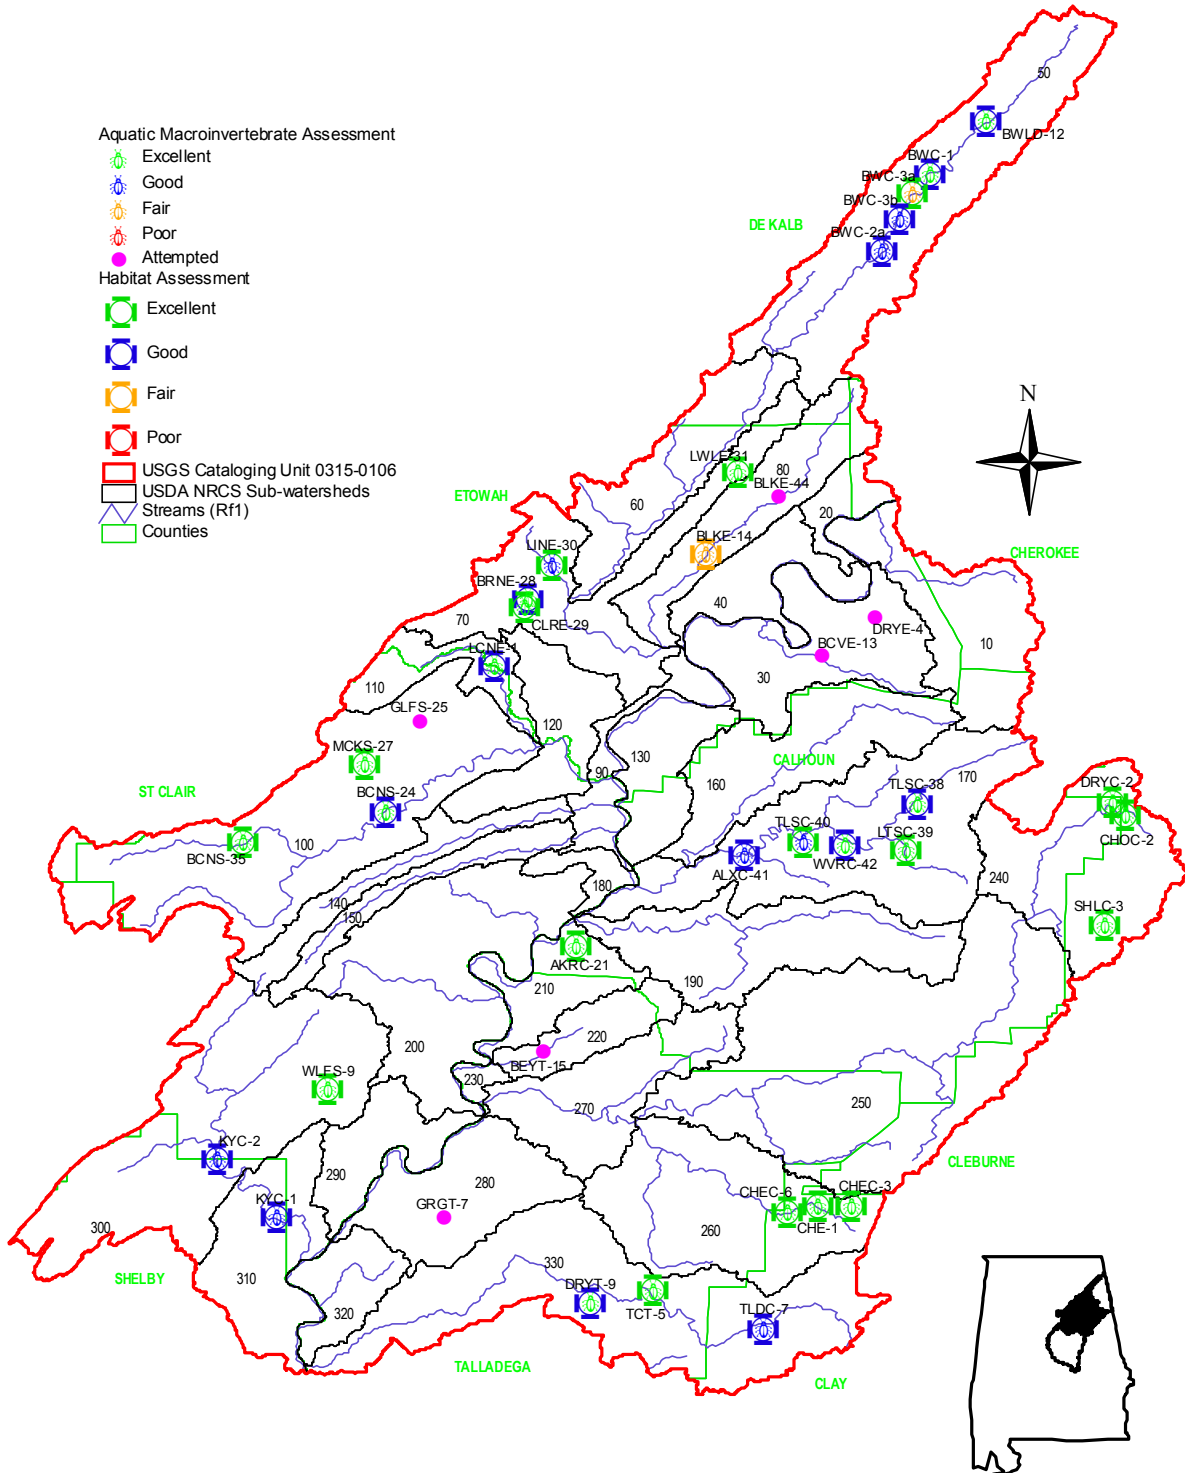 Aquatic Macroinvertebrate Assessment
Excellent
Good
Fair
Poor
Attempted
Habitat Assessment
Excellent
Good
Fair
Poor
USGS Cataloging Unit 0315-0106
USDA NRCS Sub-watersheds
Streams (Rf1)
Counties
50
BWLD-12
BWC-1
BWC-3a
BWC-3b
BWC-2a
DE KALB
N
LWLE-31
80
BLKE-44
ETOWAH
60
20
BLKE-14
LINE-30
CHEROKEE
BRNE-28
40
CLRE-29
DRYE-4
70
BCVE-13
10
LCNE-1
30
110
GLFS-25
120
130
MCKS-27
90
CALHOUN
170
160
ST CLAIR
BCNS-24
TLSC-38
DRYC-2
TLSC-40
LTSC-39
CHOC-2
100
BCNS-35
WVRC-42
ALXC-41
240
180
140
150
SHLC-3
AKRC-21
190
210
220
200
BEYT-15
WLFS-9
230
270
250
KYC-2
CLEBURNE
290
280
CHEC-6
CHEC-3
KYC-1
GRGT-7
CHE-1
300
260
310
330
SHELBY
DRYT-9
TCT-5
TLDC-7
320
TALLADEGA
CLAY